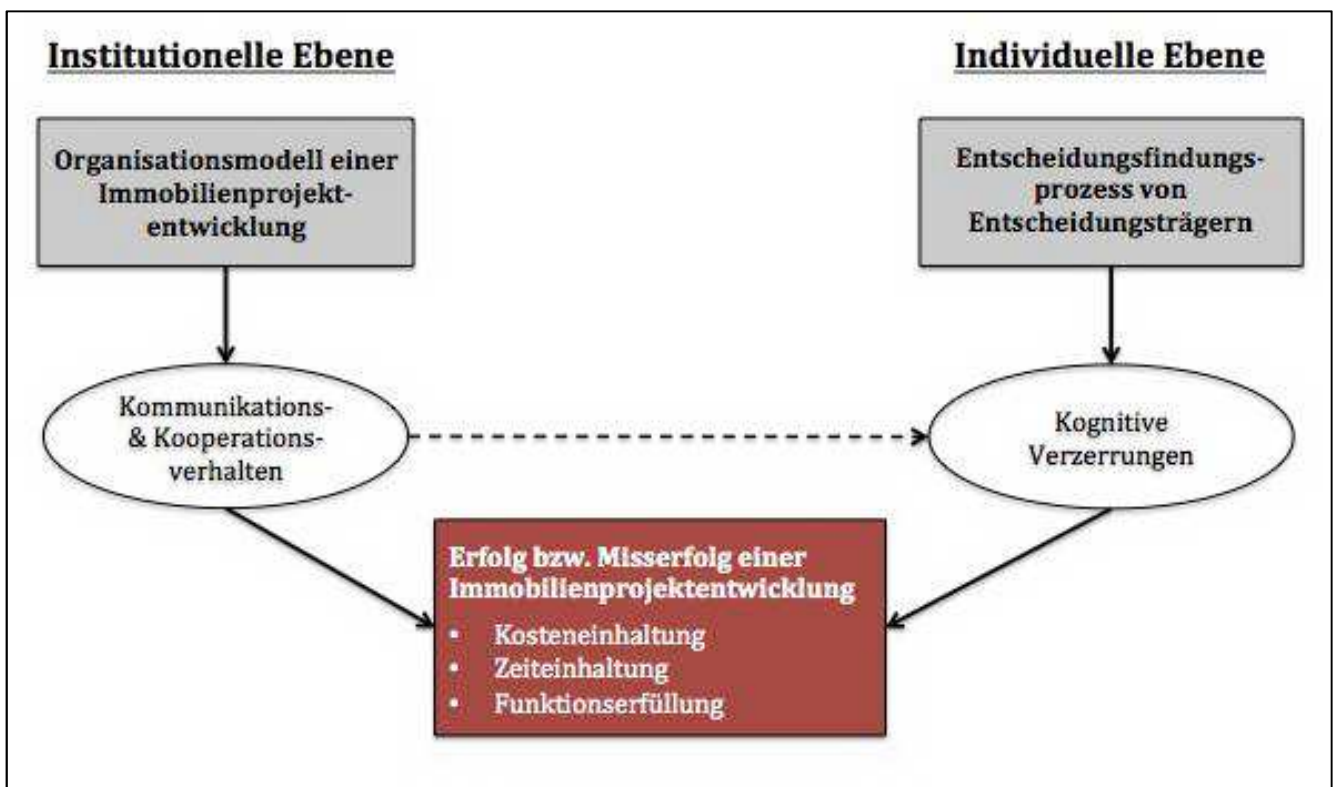 Institutionelle Ebene
Individuelle Ebene
Organisationsmodell einer
Immobilienprojekt-
entwicklung
Entscheidungsfindungs-
prozess von
Entscheidungsträgern
Kommunikations-
& Kooperations-
verhalten
Kognitive
Verzerrungen
Erfolg bzw. Misserfolg einer
Immobilienprojektentwicklung
• Kosteneinhaltung
• Zeiteinhaltung
• Funktionserfüllung